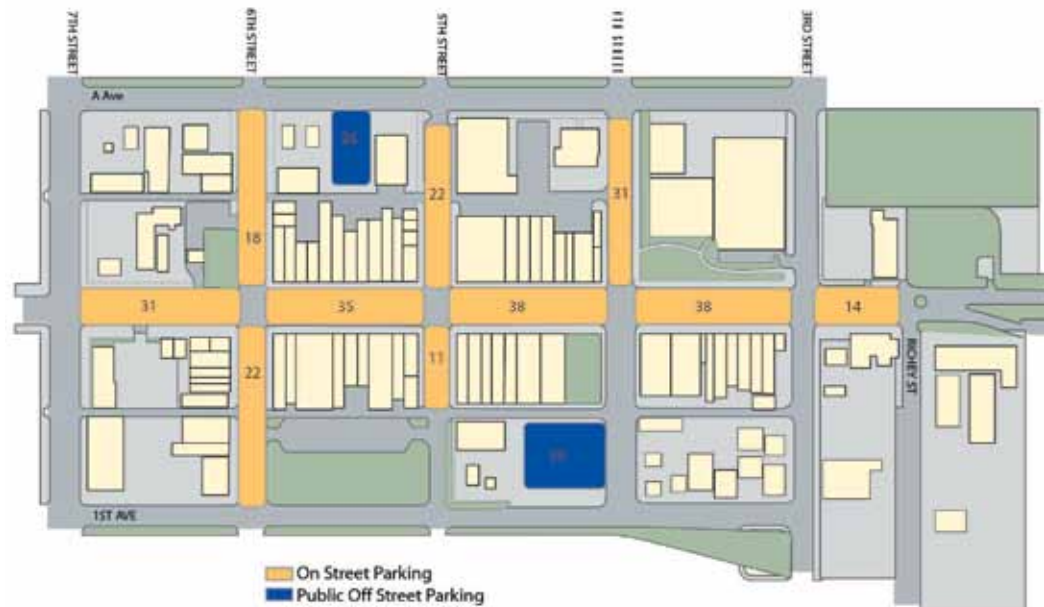 7TH STREET
6TH STREET
5TH STREET
3RD STREET
A Ave
22
31
18
31
35
38
38
14
22
11
RICHEY ST
1ST AVE
On Street Parking
Public Off Street Parking